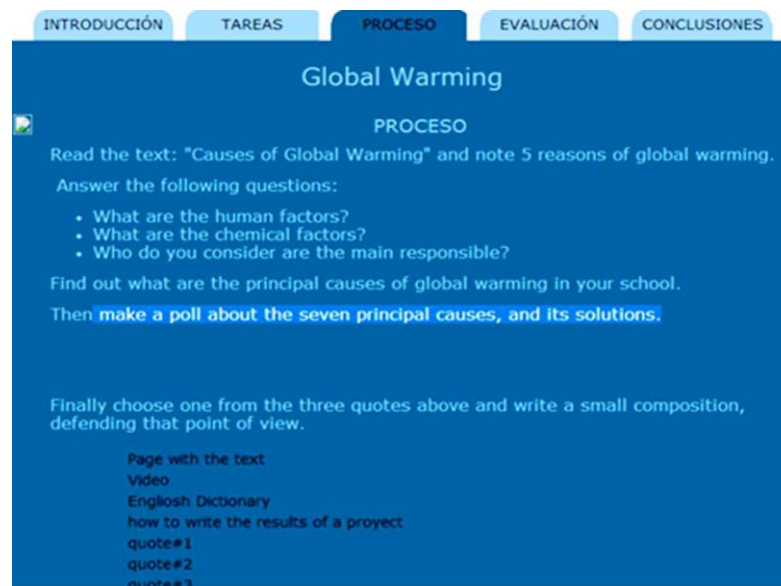 INTRODUCCIÓN TAREAS PROCESO EVALUACIÓN CONCLUSIONES
Global Warming
PROCESO
Read the text: "Causes of Global Warming" and note 5 reasons of global warming.
Answer the following questions:
• What are the human factors?
• What are the chemical factors?
• Who do you consider are the main responsible?
Find out what are the principal causes of global warming in your school.
Then make a poll about the seven principal causes, and its solutions.
Finally choose one from the three quotes above and write a small composition,
defending that point of view.
Page with the text
Video
Engliosh Dictionary
how to write the results of a proyect
quote#1
quote#2
quote#3